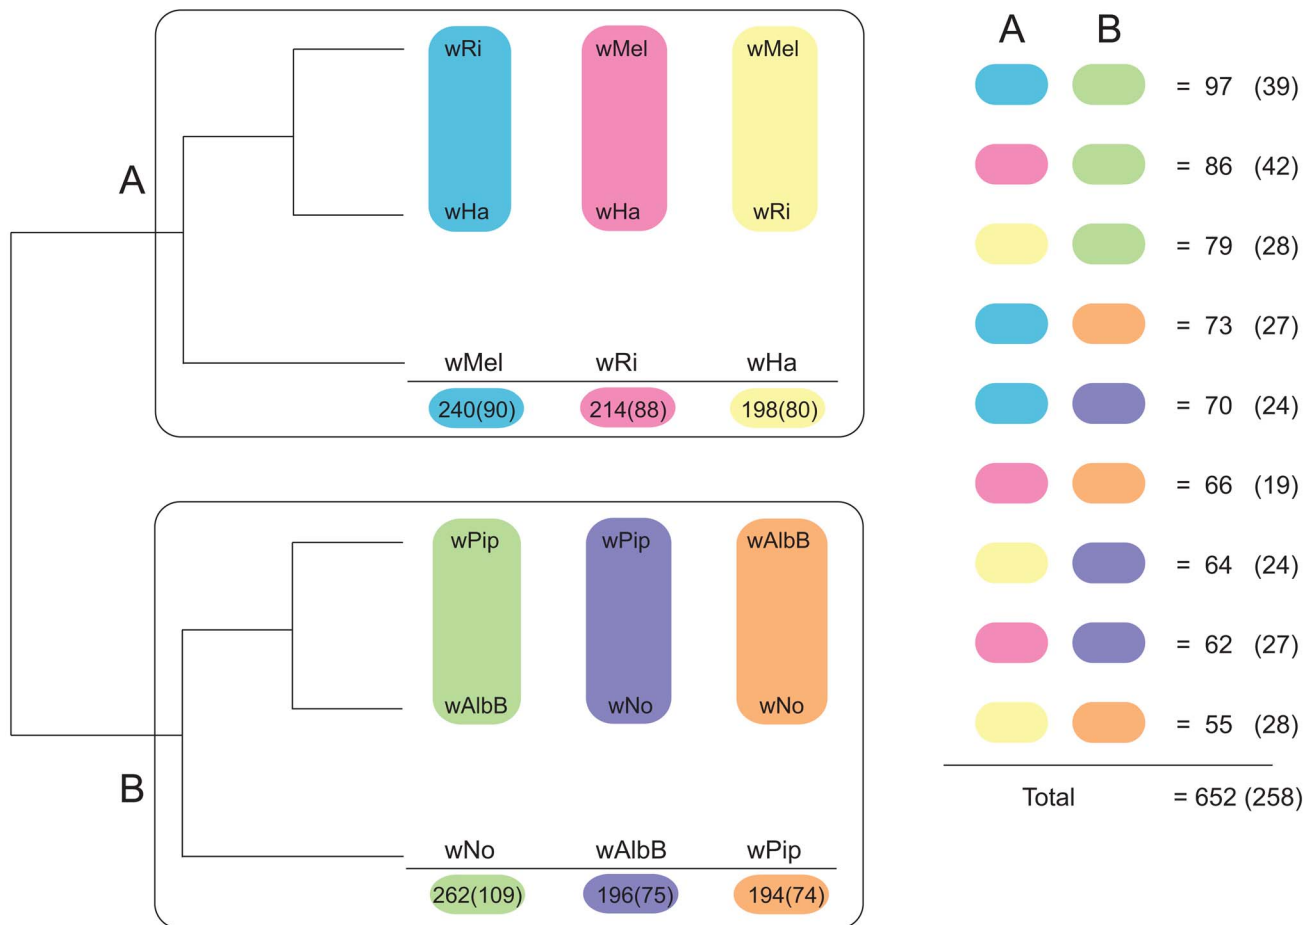 A
wRi wMel wMel
wHa wHa wRi
wMel wRi wHa
240(90) 214(88) 198(80)
B
wPip wPip wAlbB
wAlbB wNo wNo
wNo wAlbB wPip
262(109) 196(75) 194(74)
A B
= 97 (39)
= 86 (42)
= 79 (28)
= 73 (27)
= 70 (24)
= 66 (19)
= 64 (24)
= 62 (27)
= 55 (28)
Total = 652 (258)